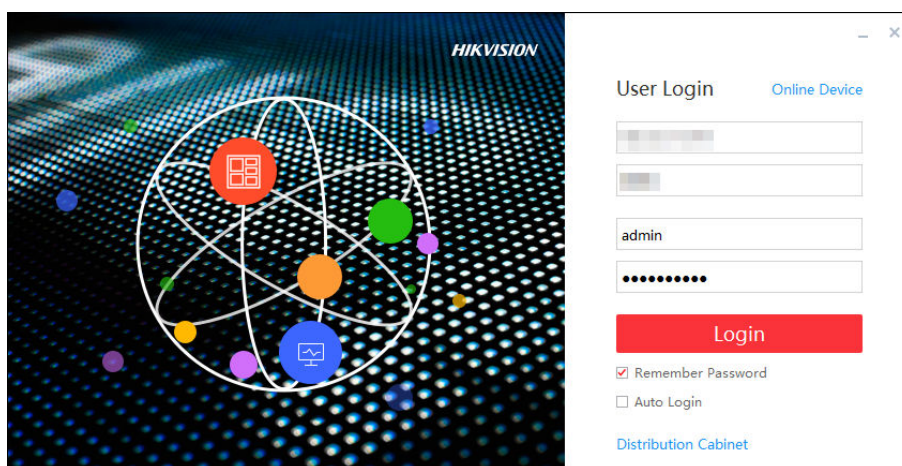 HIKVISION
User Login
Online Device
admin
••••••••••
Login
Remember Password
Auto Login
Distribution Cabinet